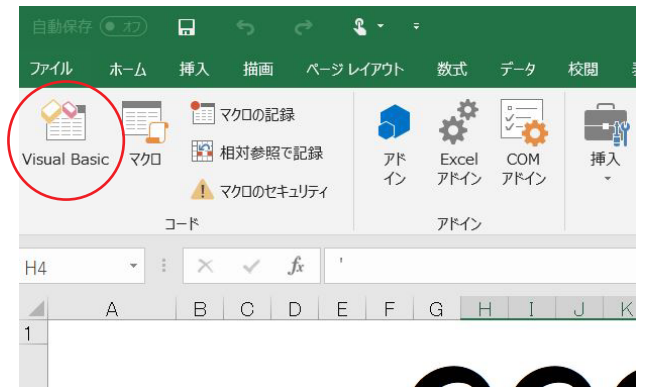 自動保存 オフ
ファイル ホーム 挿入 描画 ページ レイアウト 数式 データ 校閲
Visual Basic マクロ マクロの記録 相対参照で記録 マクロのセキュリティ
コード
アド
イン
Excel
アドイン
COM
アドイン
アドイン
挿入
H4 fx '
A B C D E F G H I J K
1